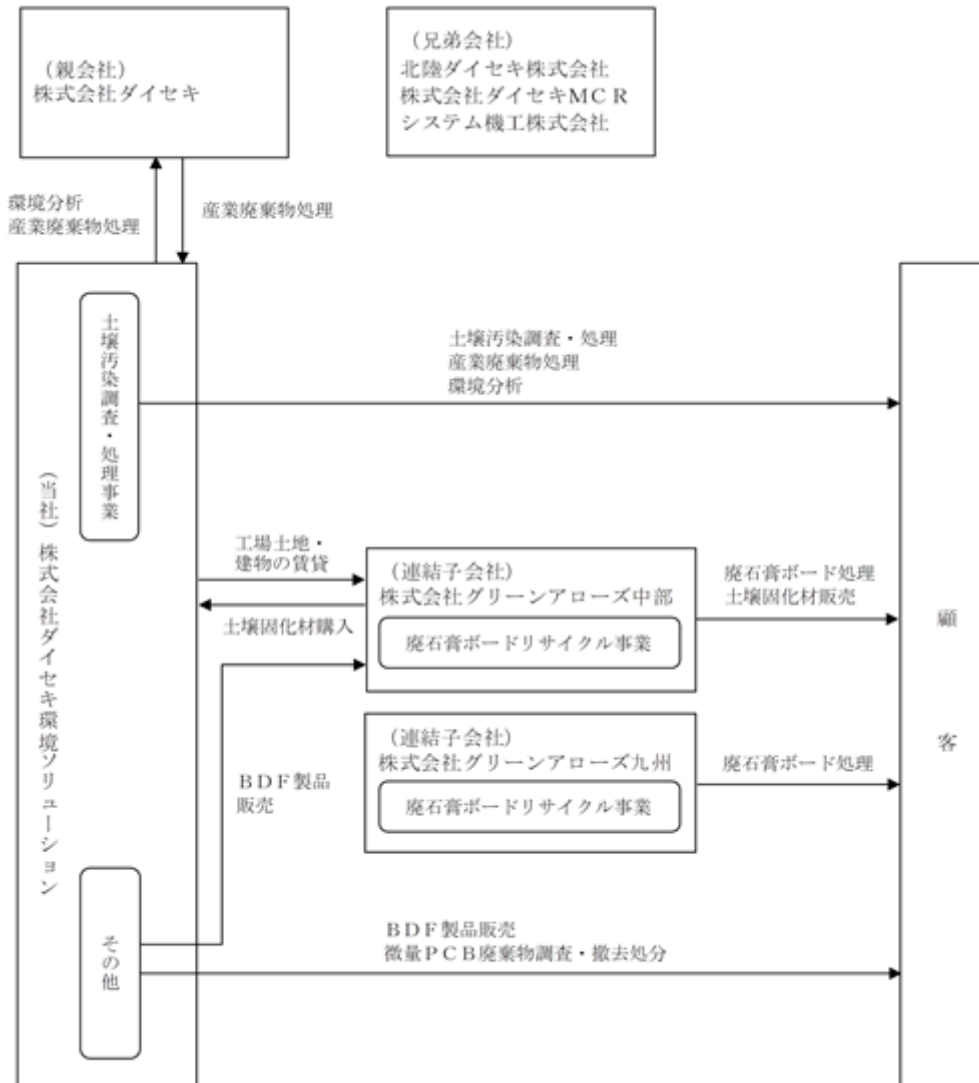 （親会社）
株式会社ダイセキ
（兄弟会社）
北陸ダイセキ株式会社
株式会社ダイセキＭＣＲ
システム機工株式会社
環境分析
産業廃棄物処理
産業廃棄物処理
（当社）株式会社ダイセキ環境ソリューション
土壌汚染調査・処理事業
土壌汚染調査・処理
産業廃棄物処理
環境分析
工場土地・
建物の賃貸
土壌固化材購入
（連結子会社）
株式会社グリーンアローズ中部
廃石膏ボードリサイクル事業
廃石膏ボード処理
土壌固化材販売
ＢＤＦ製品
販売
（連結子会社）
株式会社グリーンアローズ九州
廃石膏ボードリサイクル事業
廃石膏ボード処理
その他
ＢＤＦ製品販売
微量ＰＣＢ廃棄物調査・撤去処分
顧客